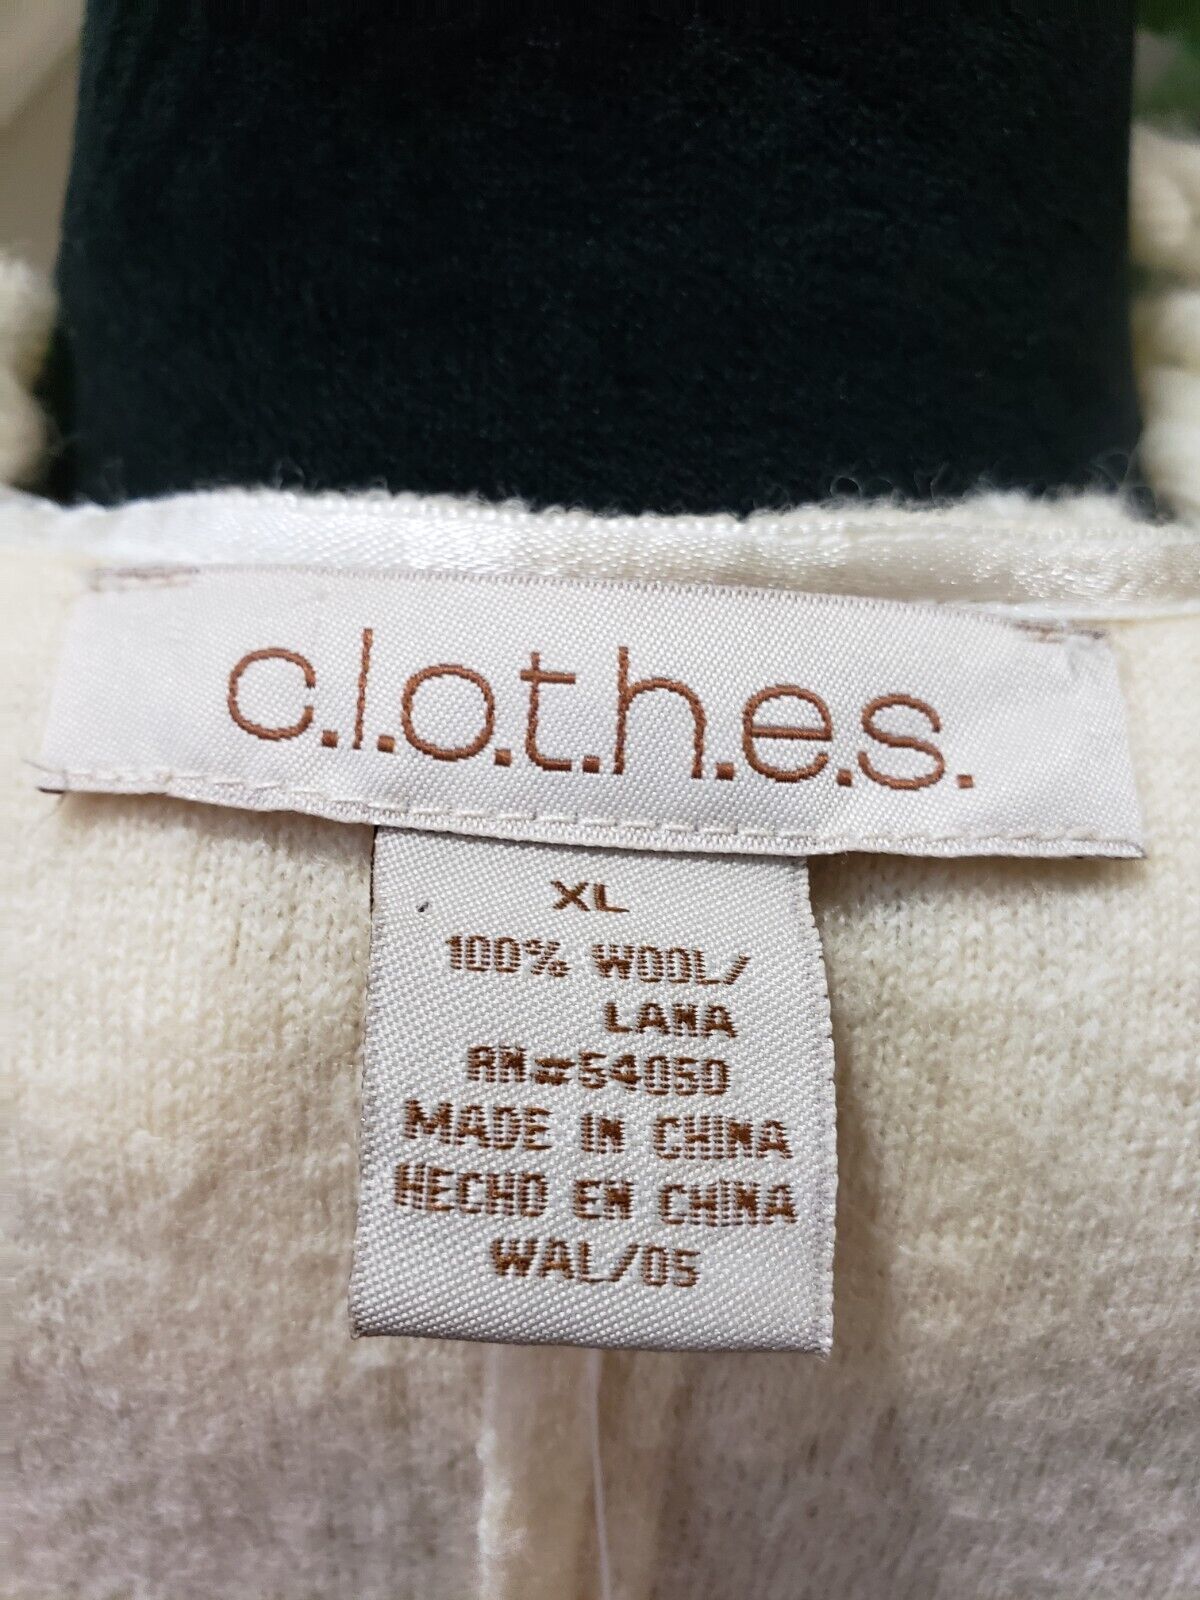 c.l.o.t.h.e.s.
XL
100% WOOL/
LANA
RN#54050
MADE IN CHINA
HECHO EN CHINA
WAL/05